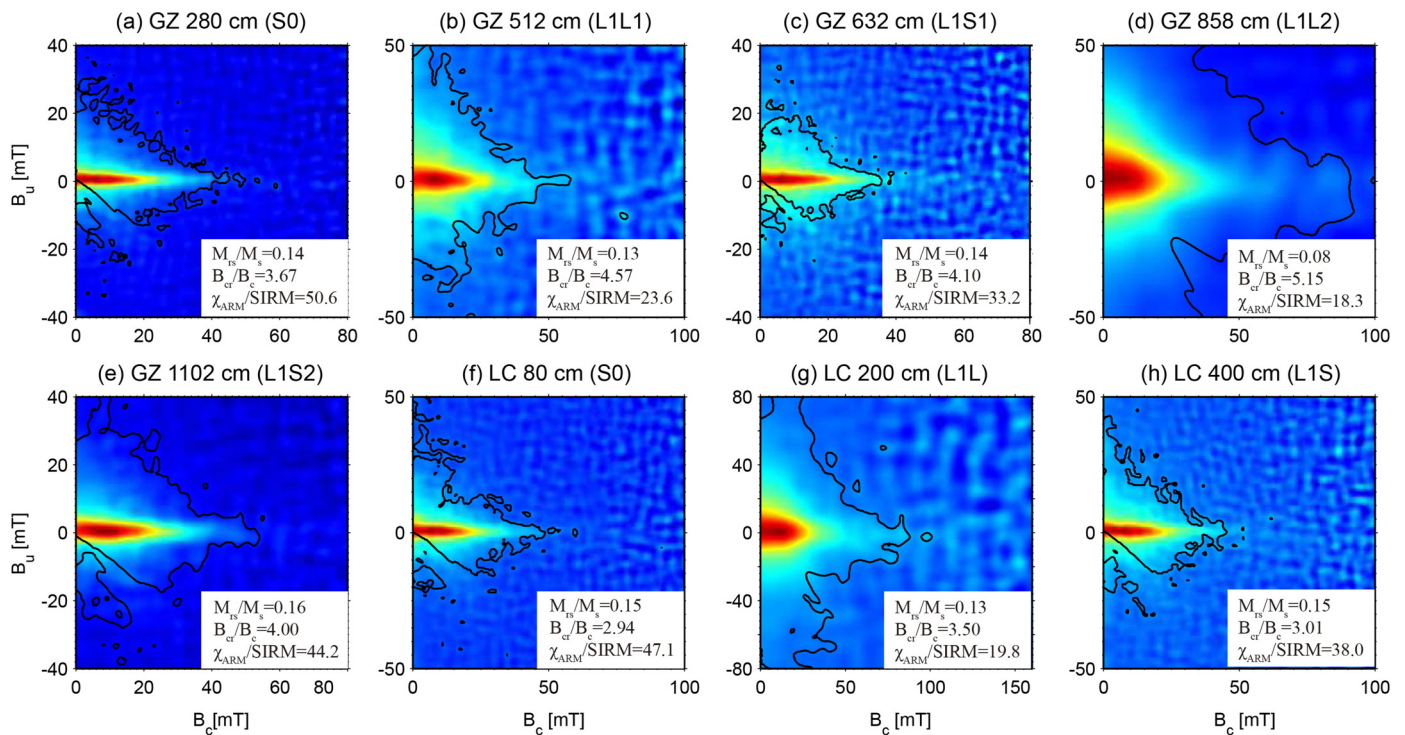 (a) GZ 280 cm (S0)
(b) GZ 512 cm (L1L1)
(c) GZ 632 cm (L1S1)
(d) GZ 858 cm (L1L2)
B_u [mT]
40
20
0
-20
-40
0
20
40
60
80
M_rs/M_s=0.14
B_cr/B_c=3.67
χ_ARM/SIRM=50.6
50
0
-50
0
50
100
M_rs/M_s=0.13
B_cr/B_c=4.57
χ_ARM/SIRM=23.6
40
20
0
-20
-40
0
20
40
60
80
M_rs/M_s=0.14
B_cr/B_c=4.10
χ_ARM/SIRM=33.2
50
0
-50
0
50
100
M_rs/M_s=0.08
B_cr/B_c=5.15
χ_ARM/SIRM=18.3
(e) GZ 1102 cm (L1S2)
(f) LC 80 cm (S0)
(g) LC 200 cm (L1L)
(h) LC 400 cm (L1S)
B_u [mT]
40
20
0
-20
-40
0
20
40
60
80
M_rs/M_s=0.16
B_cr/B_c=4.00
χ_ARM/SIRM=44.2
B_c[mT]
50
0
-50
0
50
100
M_rs/M_s=0.15
B_cr/B_c=2.94
χ_ARM/SIRM=47.1
B_c [mT]
80
40
0
-40
-80
0
50
100
150
M_rs/M_s=0.13
B_cr/B_c=3.50
χ_ARM/SIRM=19.8
B_c[mT]
50
0
-50
0
50
100
M_rs/M_s=0.15
B_cr/B_c=3.01
χ_ARM/SIRM=38.0
B_c [mT]